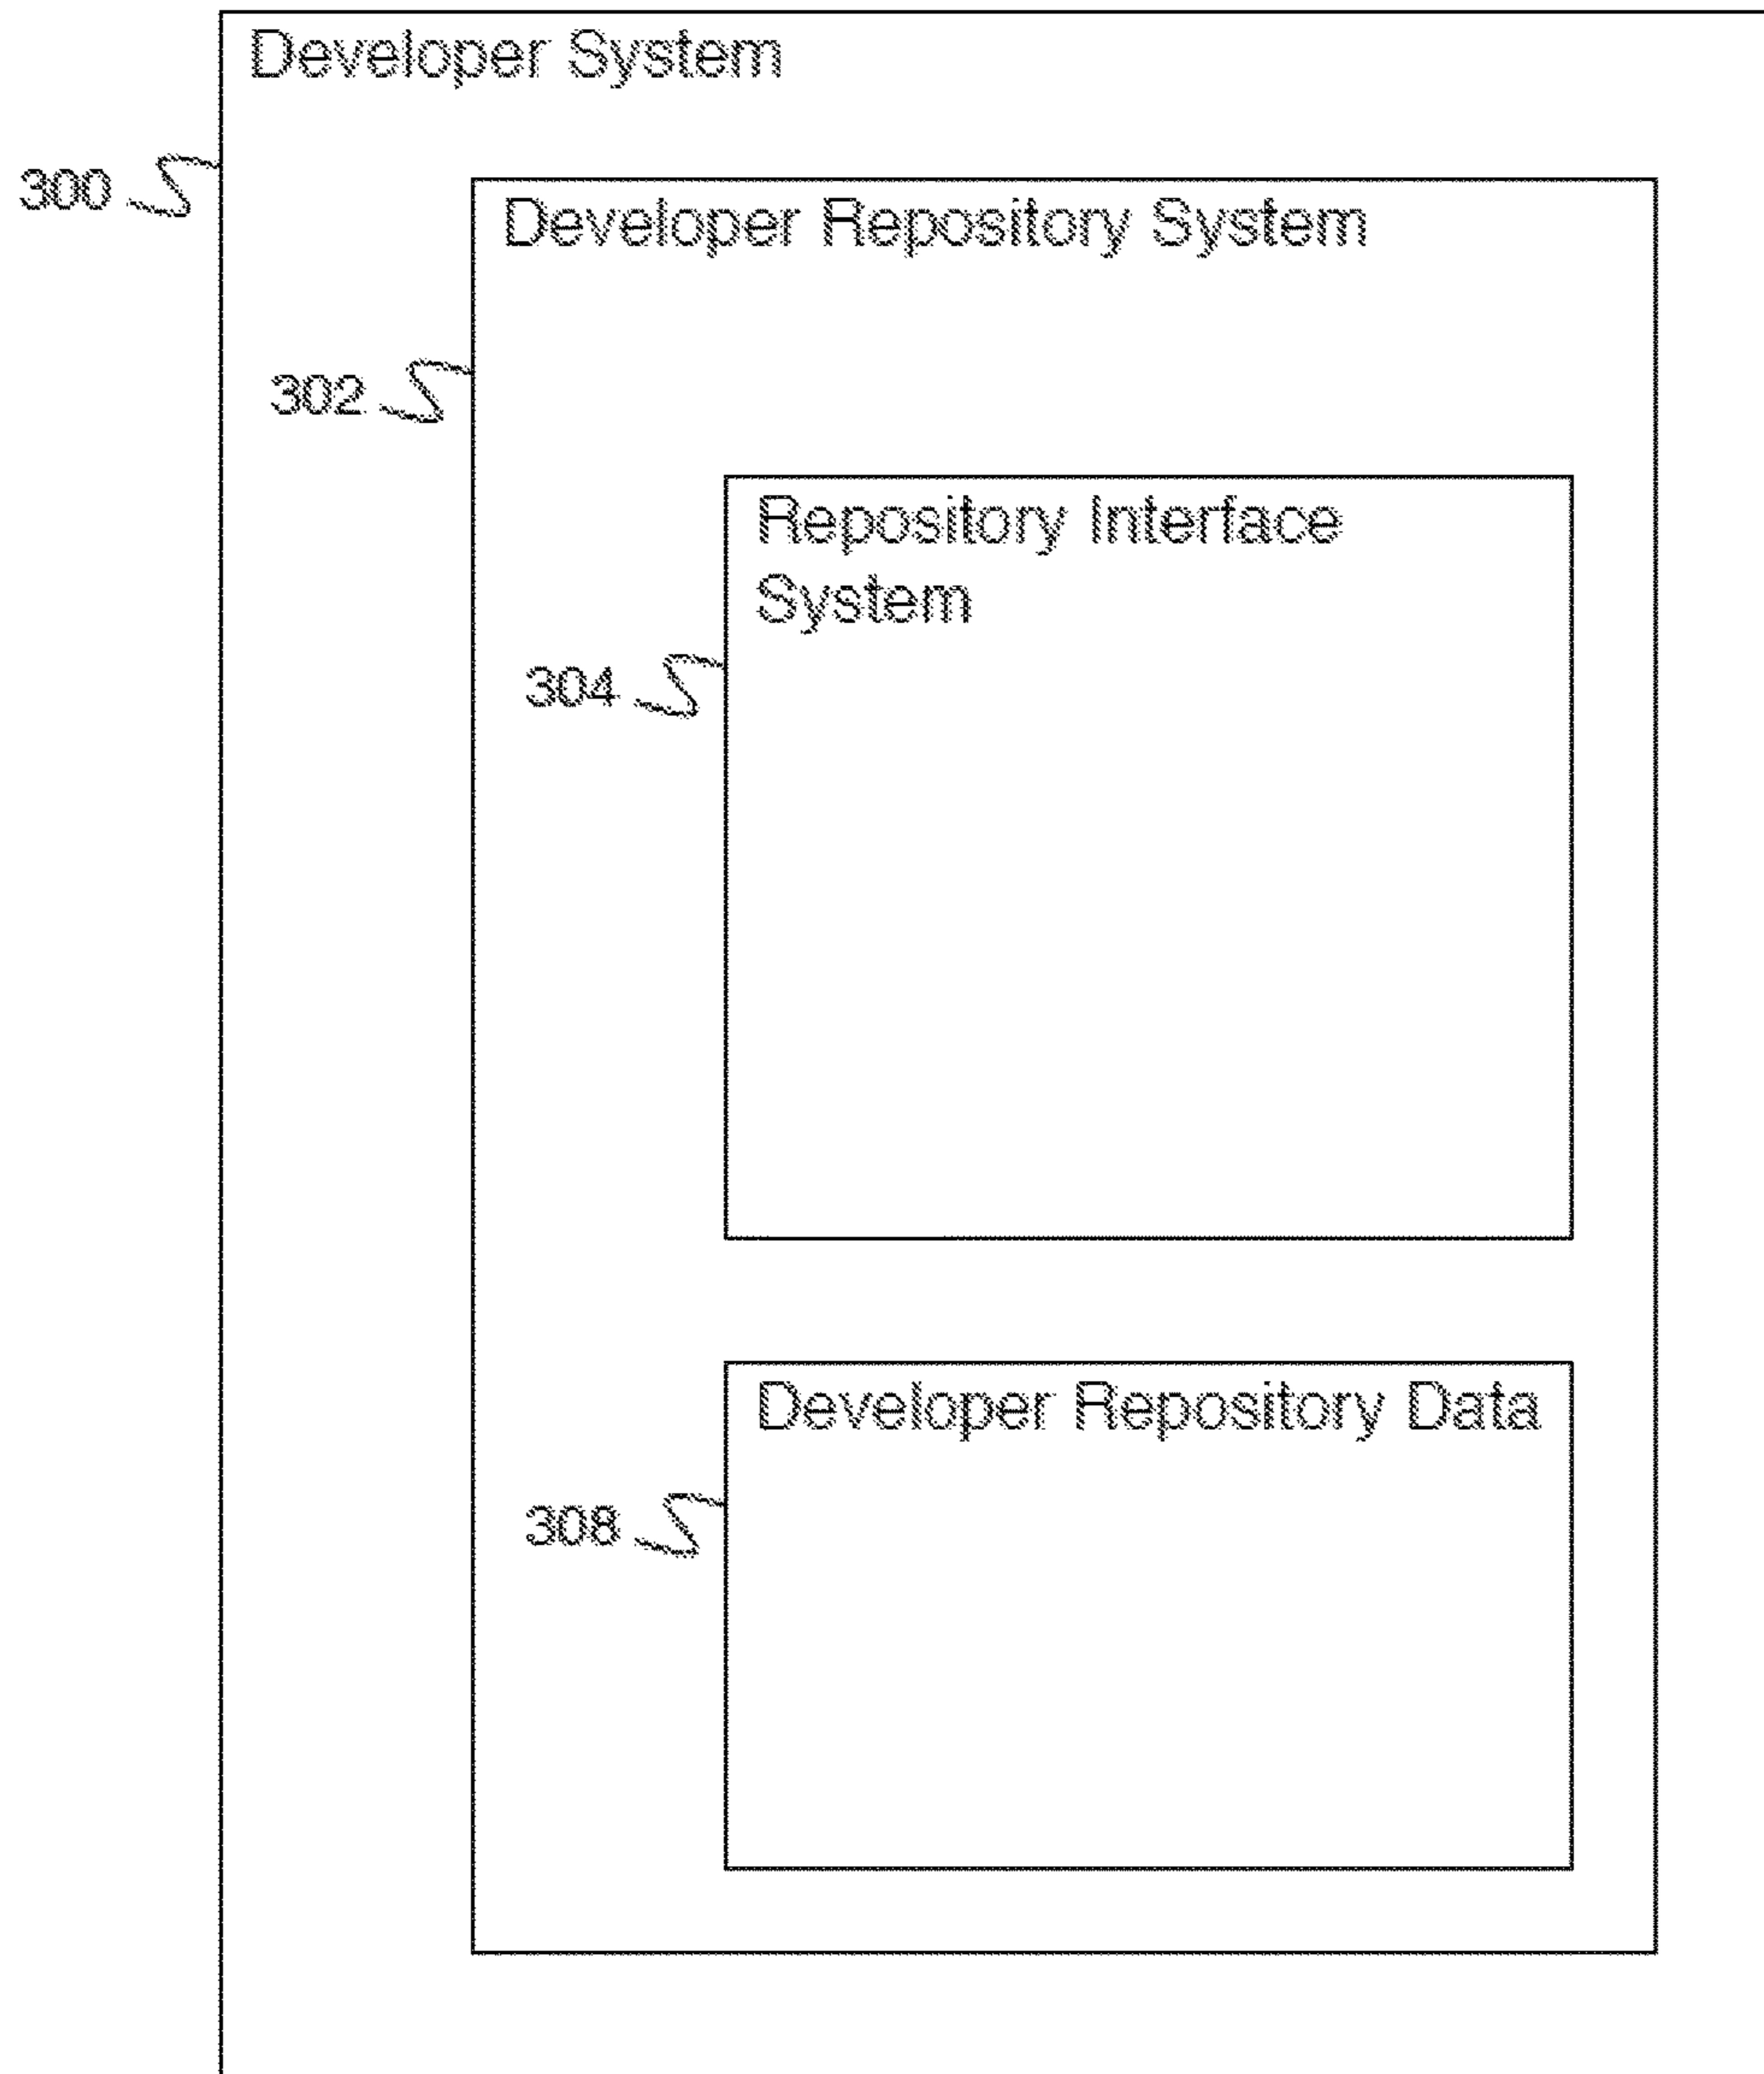 Developer System
300
Developer Repository System
302
Repository Interface
System
304
Developer Repository Data
308